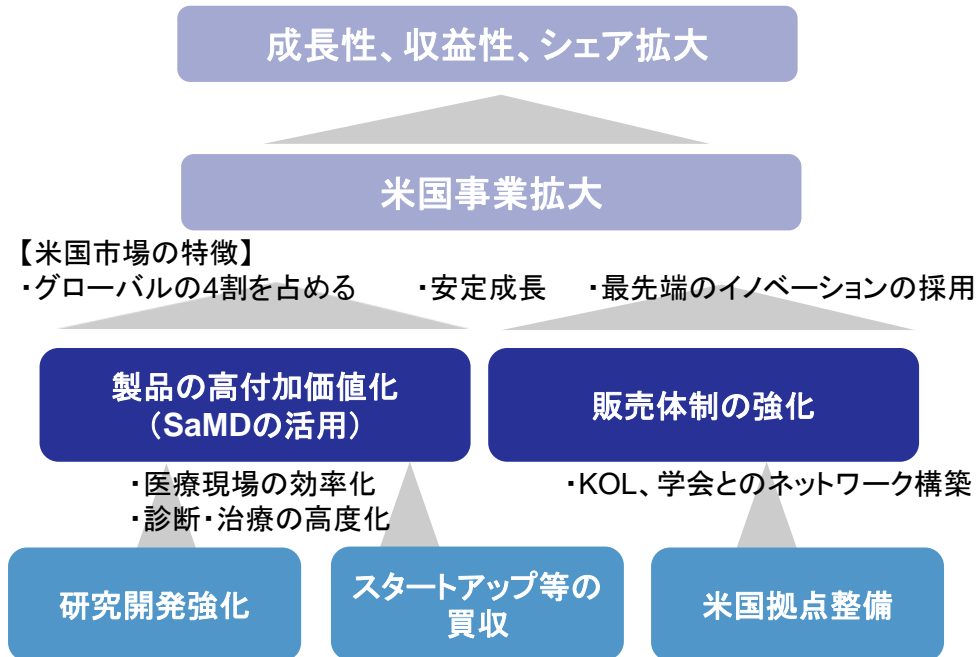 成長性、収益性、シェア拡大
米国事業拡大
【米国市場の特徴】
・グローバルの4割を占める ・安定成長 ・最先端のイノベーションの採用
製品の高付加価値化
（SaMDの活用）
販売体制の強化
・医療現場の効率化
・診断・治療の高度化
・KOL、学会とのネットワーク構築
研究開発強化
スタートアップ等の
買収
米国拠点整備